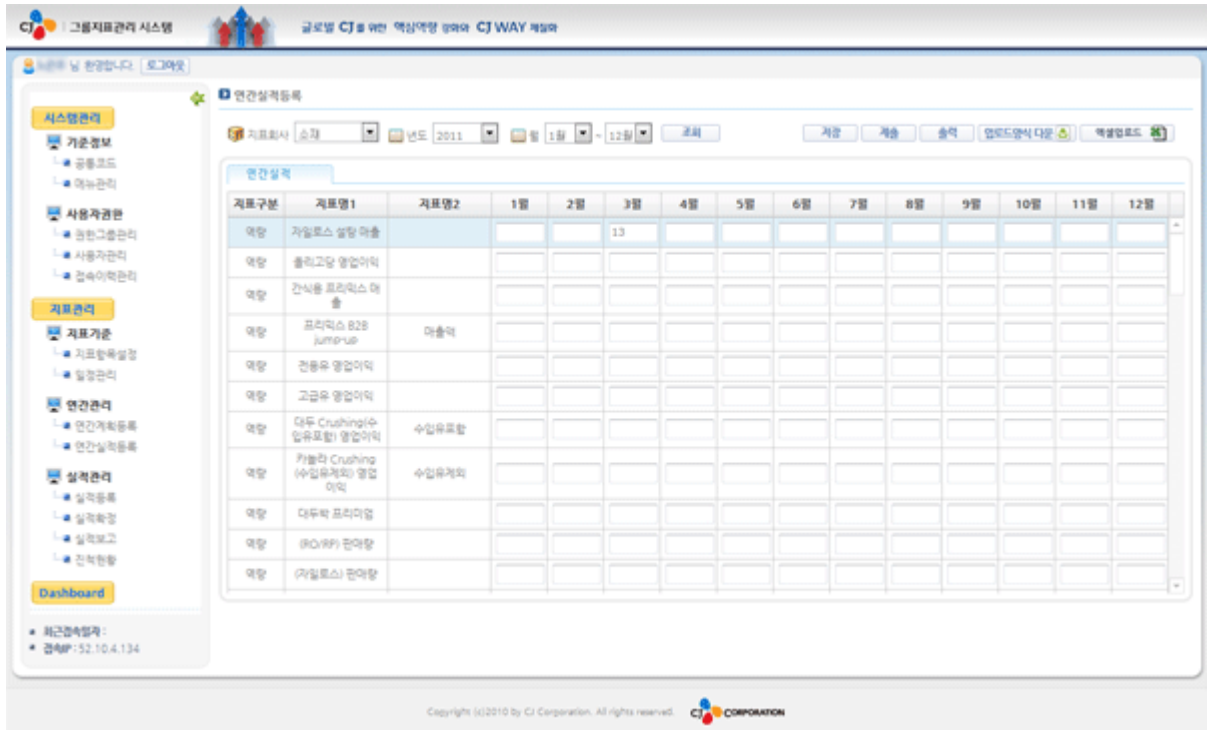 CJ 그룹지표관리 시스템
글로벌 CJ를 위한 핵심역량 강화와 CJ WAY 체질화
님 환영합니다. 로그아웃
연간실적등록
시스템관리
기준정보
공통코드
메뉴관리
사용자권한
권한그룹관리
사용자관리
접속이력관리
지표관리
지표기준
지표항목설정
일정관리
연간관리
연간계획등록
연간실적등록
실적관리
실적등록
실적확정
실적보고
진척현황
Dashboard
최근접속일자 :
접속IP : 52.10.4.134
지표회사 소재 년도 2011 월 1월 ~ 12월 조회 저장 제출 출력 업로드양식 다운 엑셀업로드
연간실적
지표구분 지표명1 지표명2 1월 2월 3월 4월 5월 6월 7월 8월 9월 10월 11월 12월
역량 자일로스 설탕 매출 13
역량 올리고당 영업이익
역량 간식용 프리믹스 매
출
역량 프리믹스 B2B
jump-up 매출액
역량 전용유 영업이익
역량 고급유 영업이익
역량 대두 Crushing(수
입유포함) 영업이익 수입유포함
역량 카놀라 Crushing
(수입유제외) 영업
이익 수입유제외
역량 대두박 프리미엄
역량 (RO/RP) 판매량
역량 (자일로스) 판매량
Copyright (c)2010 by CJ Corporation. All rights reserved. CJ CORPORATION